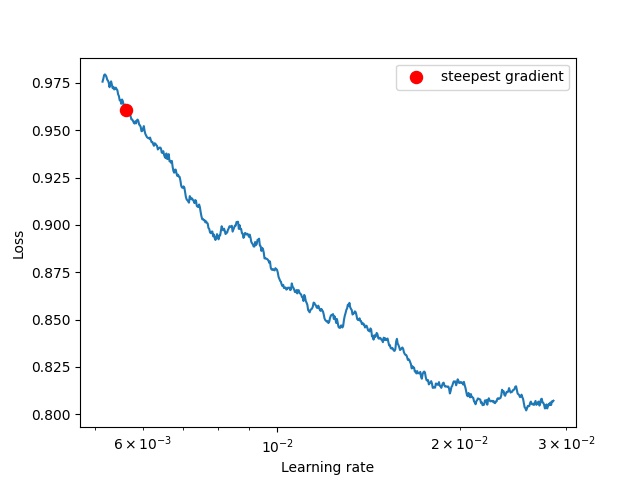 steepest gradient
0.975
0.950
0.925
0.900
0.875
0.850
0.825
0.800
Loss
6 × 10⁻³
10⁻²
2 × 10⁻²
3 × 10⁻²
Learning rate